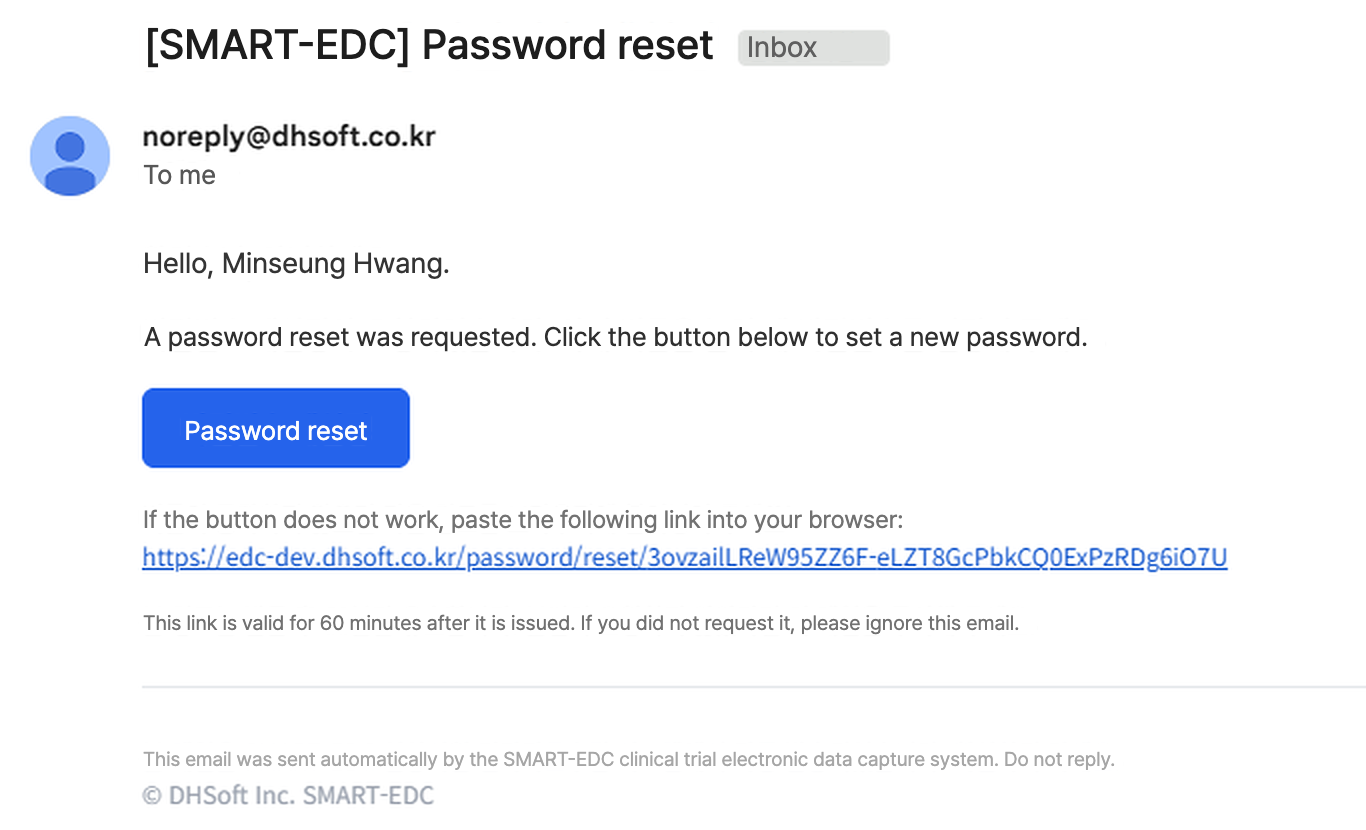 [SMART-EDC] Password reset Inbox
noreply@dhsoft.co.kr
To me
Hello, Minseung Hwang.
A password reset was requested. Click the button below to set a new password.
Password reset
If the button does not work, paste the following link into your browser:
https://edc-dev.dhsoft.co.kr/password/reset/3ovzailLReW95ZZ6F-eLZT8GcPbkCQ0ExPzRDg6iO7U
This link is valid for 60 minutes after it is issued. If you did not request it, please ignore this email.
This email was sent automatically by the SMART-EDC clinical trial electronic data capture system. Do not reply.
© DHSoft Inc. SMART-EDC